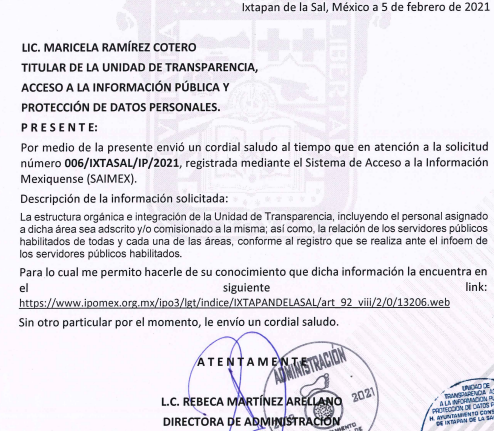 Ixtapan de la Sal, México a 5 de febrero de 2021
LIC. MARICELA RAMÍREZ COTERO
TITULAR DE LA UNIDAD DE TRANSPARENCIA,
ACCESO A LA INFORMACIÓN PÚBLICA Y
PROTECCIÓN DE DATOS PERSONALES.
P R E S E N T E:
Por medio de la presente envió un cordial saludo al tiempo que en atención a la solicitud
número 006/IXTASAL/IP/2021, registrada mediante el Sistema de Acceso a la Información
Mexiquense (SAIMEX).
Descripción de la información solicitada:
La estructura orgánica e integración de la Unidad de Transparencia, incluyendo el personal asignado
a dicha área sea adscrito y/o comisionado a la misma; así como, la relación de los servidores públicos
habilitados de todas y cada una de las áreas, conforme al registro que se realiza ante el infoem de
los servidores públicos habilitados.
Para lo cual me permito hacerle de su conocimiento que dicha información la encuentra en
el siguiente link:
https://www.ipomex.org.mx/ipo3/lgt/indice/IXTAPANDELASAL/art_92_viii/2/0/13206.web
Sin otro particular por el momento, le envío un cordial saludo.
A T E N T A M E N T E
ADMINISTRACIÓN
2021
L.C. REBECA MARTÍNEZ ARELLANO
DIRECTORA DE ADMINISTRACIÓN
UNIDAD DE
TRANSPARENCIA
A LA INFORMACIÓN
PROTECCIÓN DE DATOS
H. AYUNTAMIENTO
DE IXTAPAN DE LA